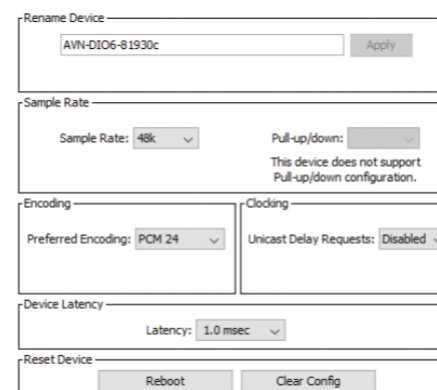 Rename Device
AVN-DIO6-81930c
Apply
Sample Rate
Sample Rate: 48k
Pull-up/down:
This device does not support
Pull-up/down configuration.
Encoding
Clocking
Preferred Encoding: PCM 24
Unicast Delay Requests: Disabled
Device Latency
Latency: 1.0 msec
Reset Device
Reboot
Clear Config